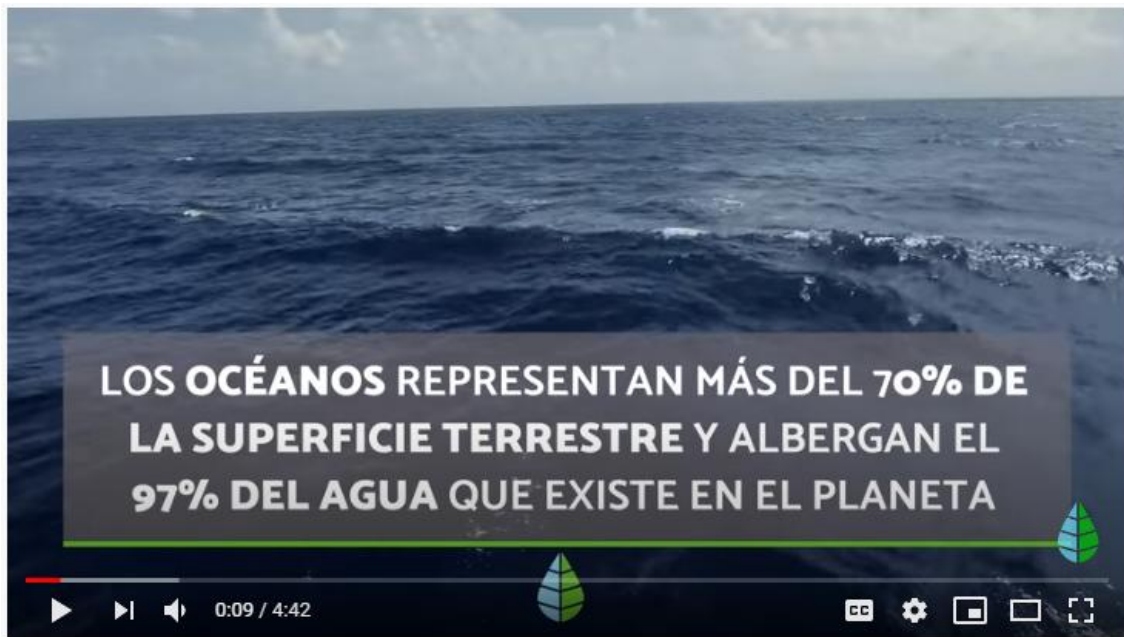 LOS OCÉANOS REPRESENTAN MÁS DEL 70% DE
LA SUPERFICIE TERRESTRE Y ALBERGAN EL
97% DEL AGUA QUE EXISTE EN EL PLANETA
0:09 / 4:42
CC